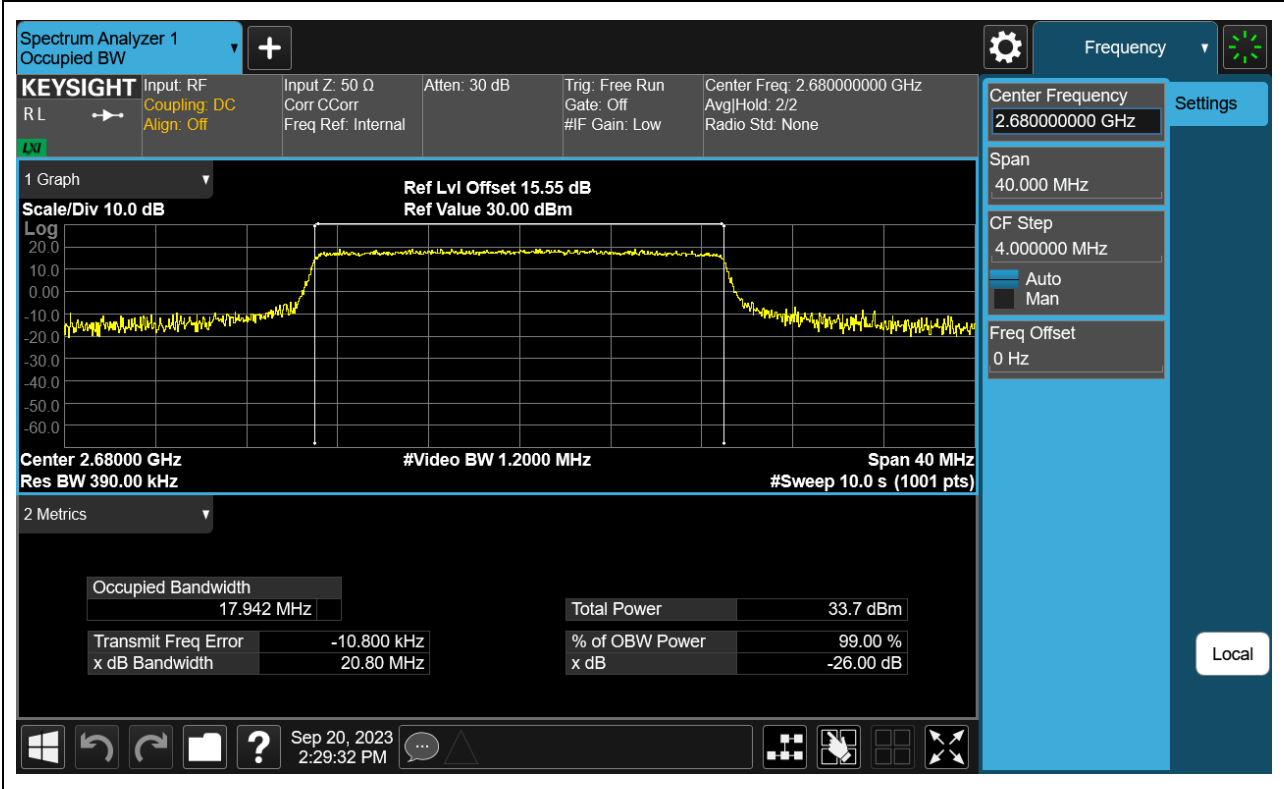 Spectrum Analyzer 1
Occupied BW
+
Frequency
KEYSIGHT
R L
LXI
Input: RF
Coupling: DC
Align: Off
Input Z: 50 Ω
Corr CCorr
Freq Ref: Internal
Atten: 30 dB
Trig: Free Run
Gate: Off
#IF Gain: Low
Center Freq: 2.680000000 GHz
Avg|Hold: 2/2
Radio Std: None
Center Frequency
2.680000000 GHz
Settings
Span
40.000 MHz
CF Step
4.000000 MHz
Auto
Man
Freq Offset
0 Hz
Local
1 Graph
Scale/Div 10.0 dB
Ref Lvl Offset 15.55 dB
Ref Value 30.00 dBm
Log
20.0
10.0
0.00
-10.0
-20.0
-30.0
-40.0
-50.0
-60.0
Center 2.68000 GHz
#Video BW 1.2000 MHz
Span 40 MHz
Res BW 390.00 kHz
#Sweep 10.0 s (1001 pts)
2 Metrics
Occupied Bandwidth
17.942 MHz
Total Power 33.7 dBm
Transmit Freq Error -10.800 kHz
% of OBW Power 99.00 %
x dB Bandwidth 20.80 MHz
x dB -26.00 dB
?
Sep 20, 2023
2:29:32 PM